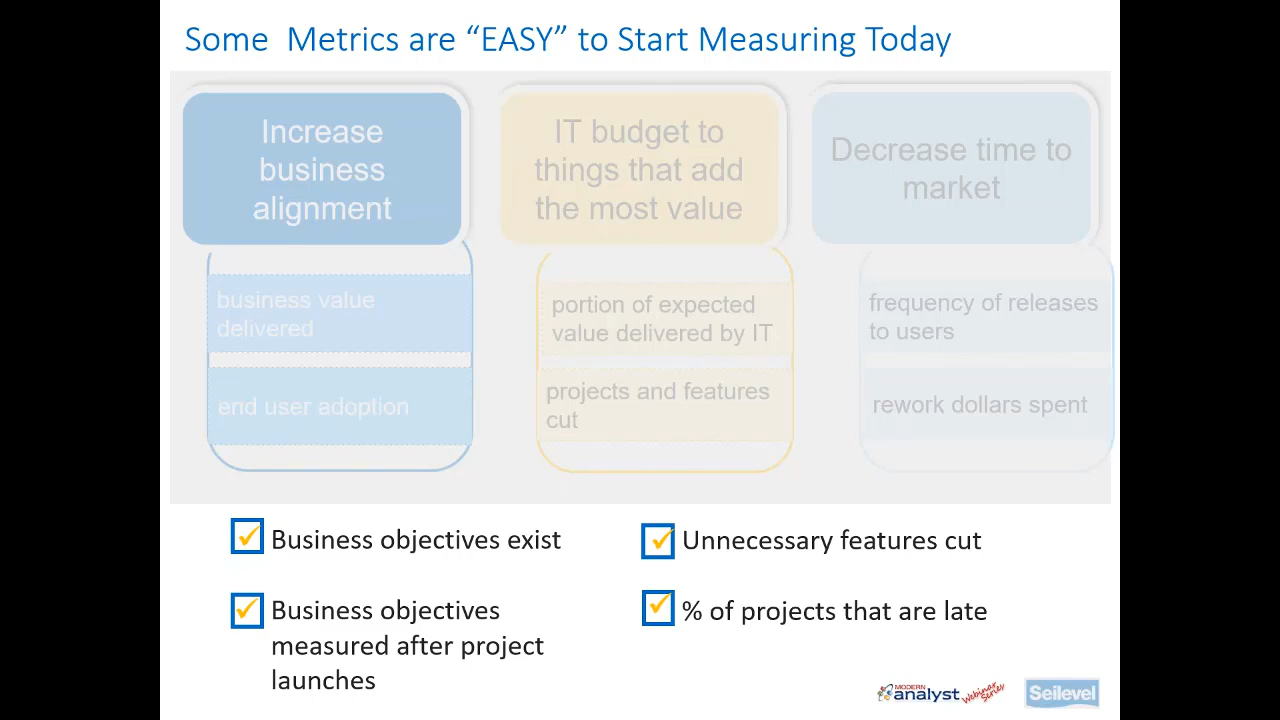 Some  Metrics are “EASY” to Start Measuring Today
Increase
business
alignment
business value
delivered
end user adoption
IT budget to
things that add
the most value
portion of expected
value delivered by IT
projects and features
cut
Decrease time to
market
frequency of releases
to users
rework dollars spent
Business objectives exist
Business objectives
measured after project
launches
Unnecessary features cut
% of projects that are late
MODERN
analyst
Webinar
Series
Seilevel